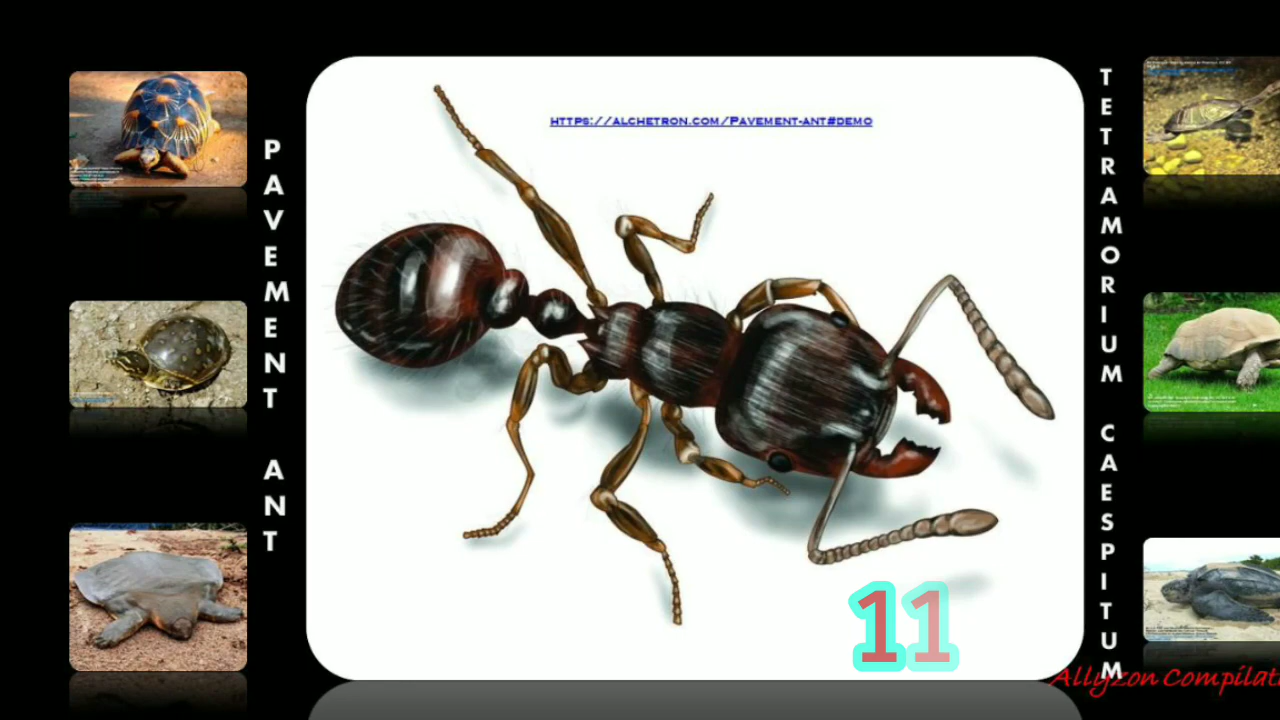 PAVEMENT ANT
HTTPS://ALCHETRON.COM/PAVEMENT-ANT#DEMO
TETRAMORIUM CAESPITUM
11
Allyzon Compilat